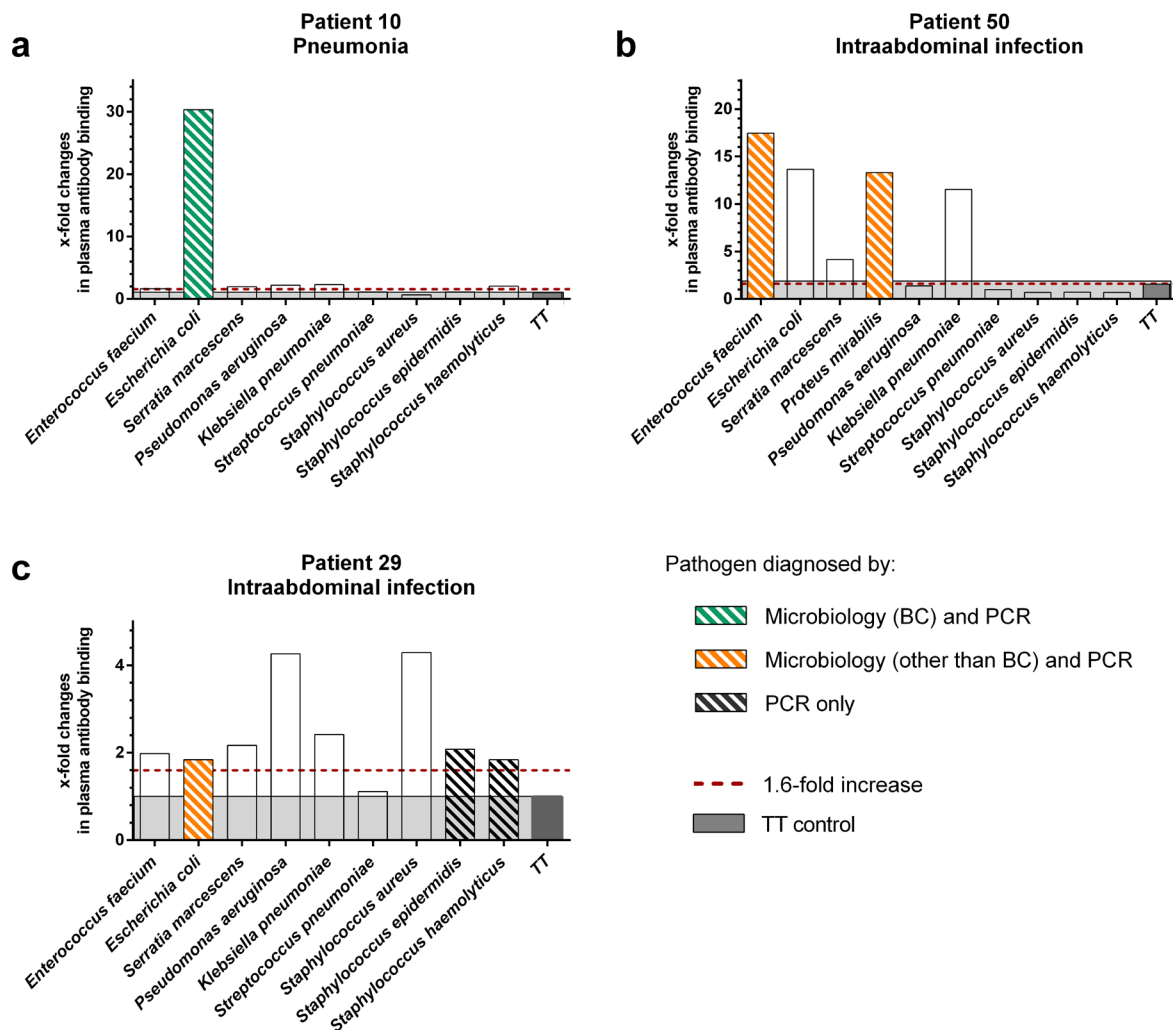 a
Patient 10
Pneumonia
x-fold changes
in plasma antibody binding
30
20
10
0
Enterococcus faecium
Escherichia coli
Serratia marcescens
Pseudomonas aeruginosa
Klebsiella pneumoniae
Streptococcus pneumoniae
Staphylococcus aureus
Staphylococcus epidermidis
Staphylococcus haemolyticus
TT
b
Patient 50
Intraabdominal infection
x-fold changes
in plasma antibody binding
20
15
10
5
0
Enterococcus faecium
Escherichia coli
Serratia marcescens
Proteus mirabilis
Pseudomonas aeruginosa
Klebsiella pneumoniae
Streptococcus pneumoniae
Staphylococcus aureus
Staphylococcus epidermidis
Staphylococcus haemolyticus
TT
c
Patient 29
Intraabdominal infection
x-fold changes
in plasma antibody binding
4
2
0
Enterococcus faecium
Escherichia coli
Serratia marcescens
Pseudomonas aeruginosa
Klebsiella pneumoniae
Streptococcus pneumoniae
Staphylococcus aureus
Staphylococcus epidermidis
Staphylococcus haemolyticus
TT
Pathogen diagnosed by:
Microbiology (BC) and PCR
Microbiology (other than BC) and PCR
PCR only
1.6-fold increase
TT control